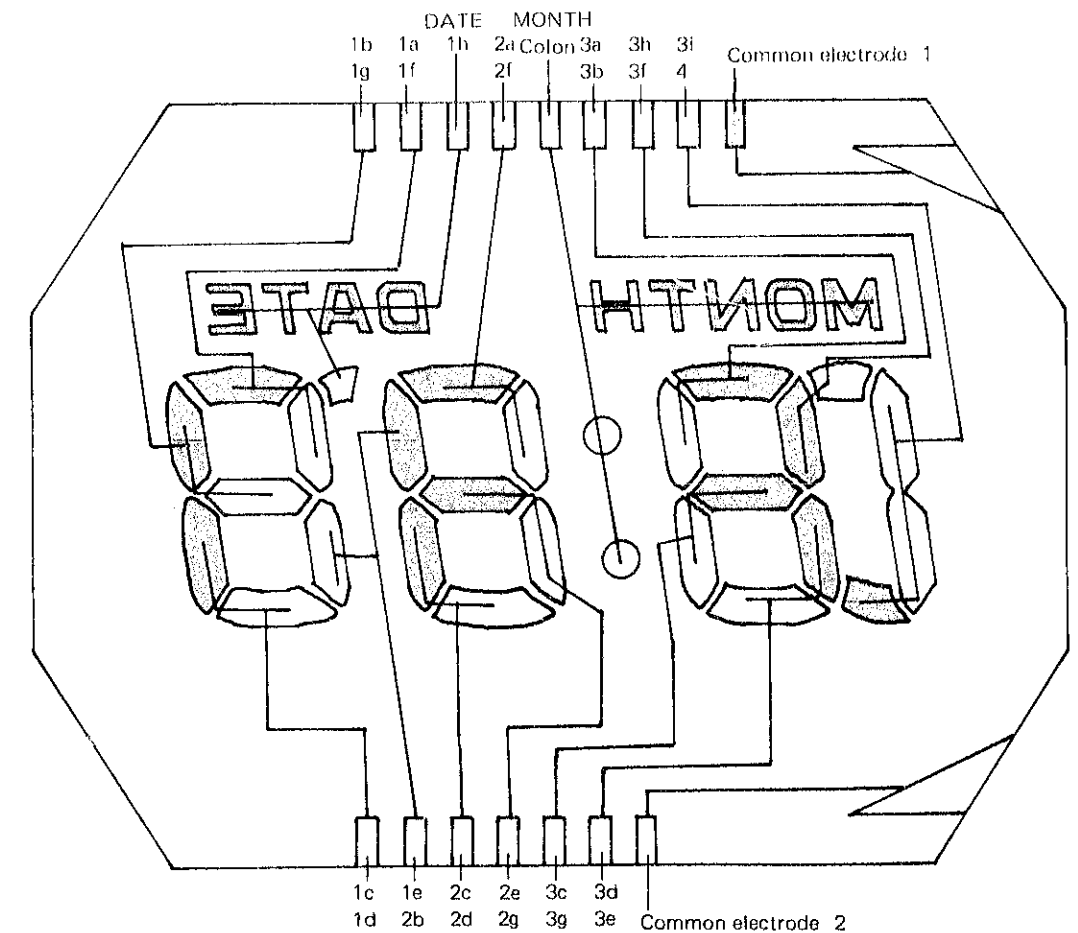 DATE MONTH
1b 1a 1h 2a Colon 3a 3h 3i Common electrode 1
1g 1f 2f 3b 3f 4
DATE MONTH
1c 1e 2c 2e 3c 3d
1d 2b 2d 2g 3g 3e Common electrode 2